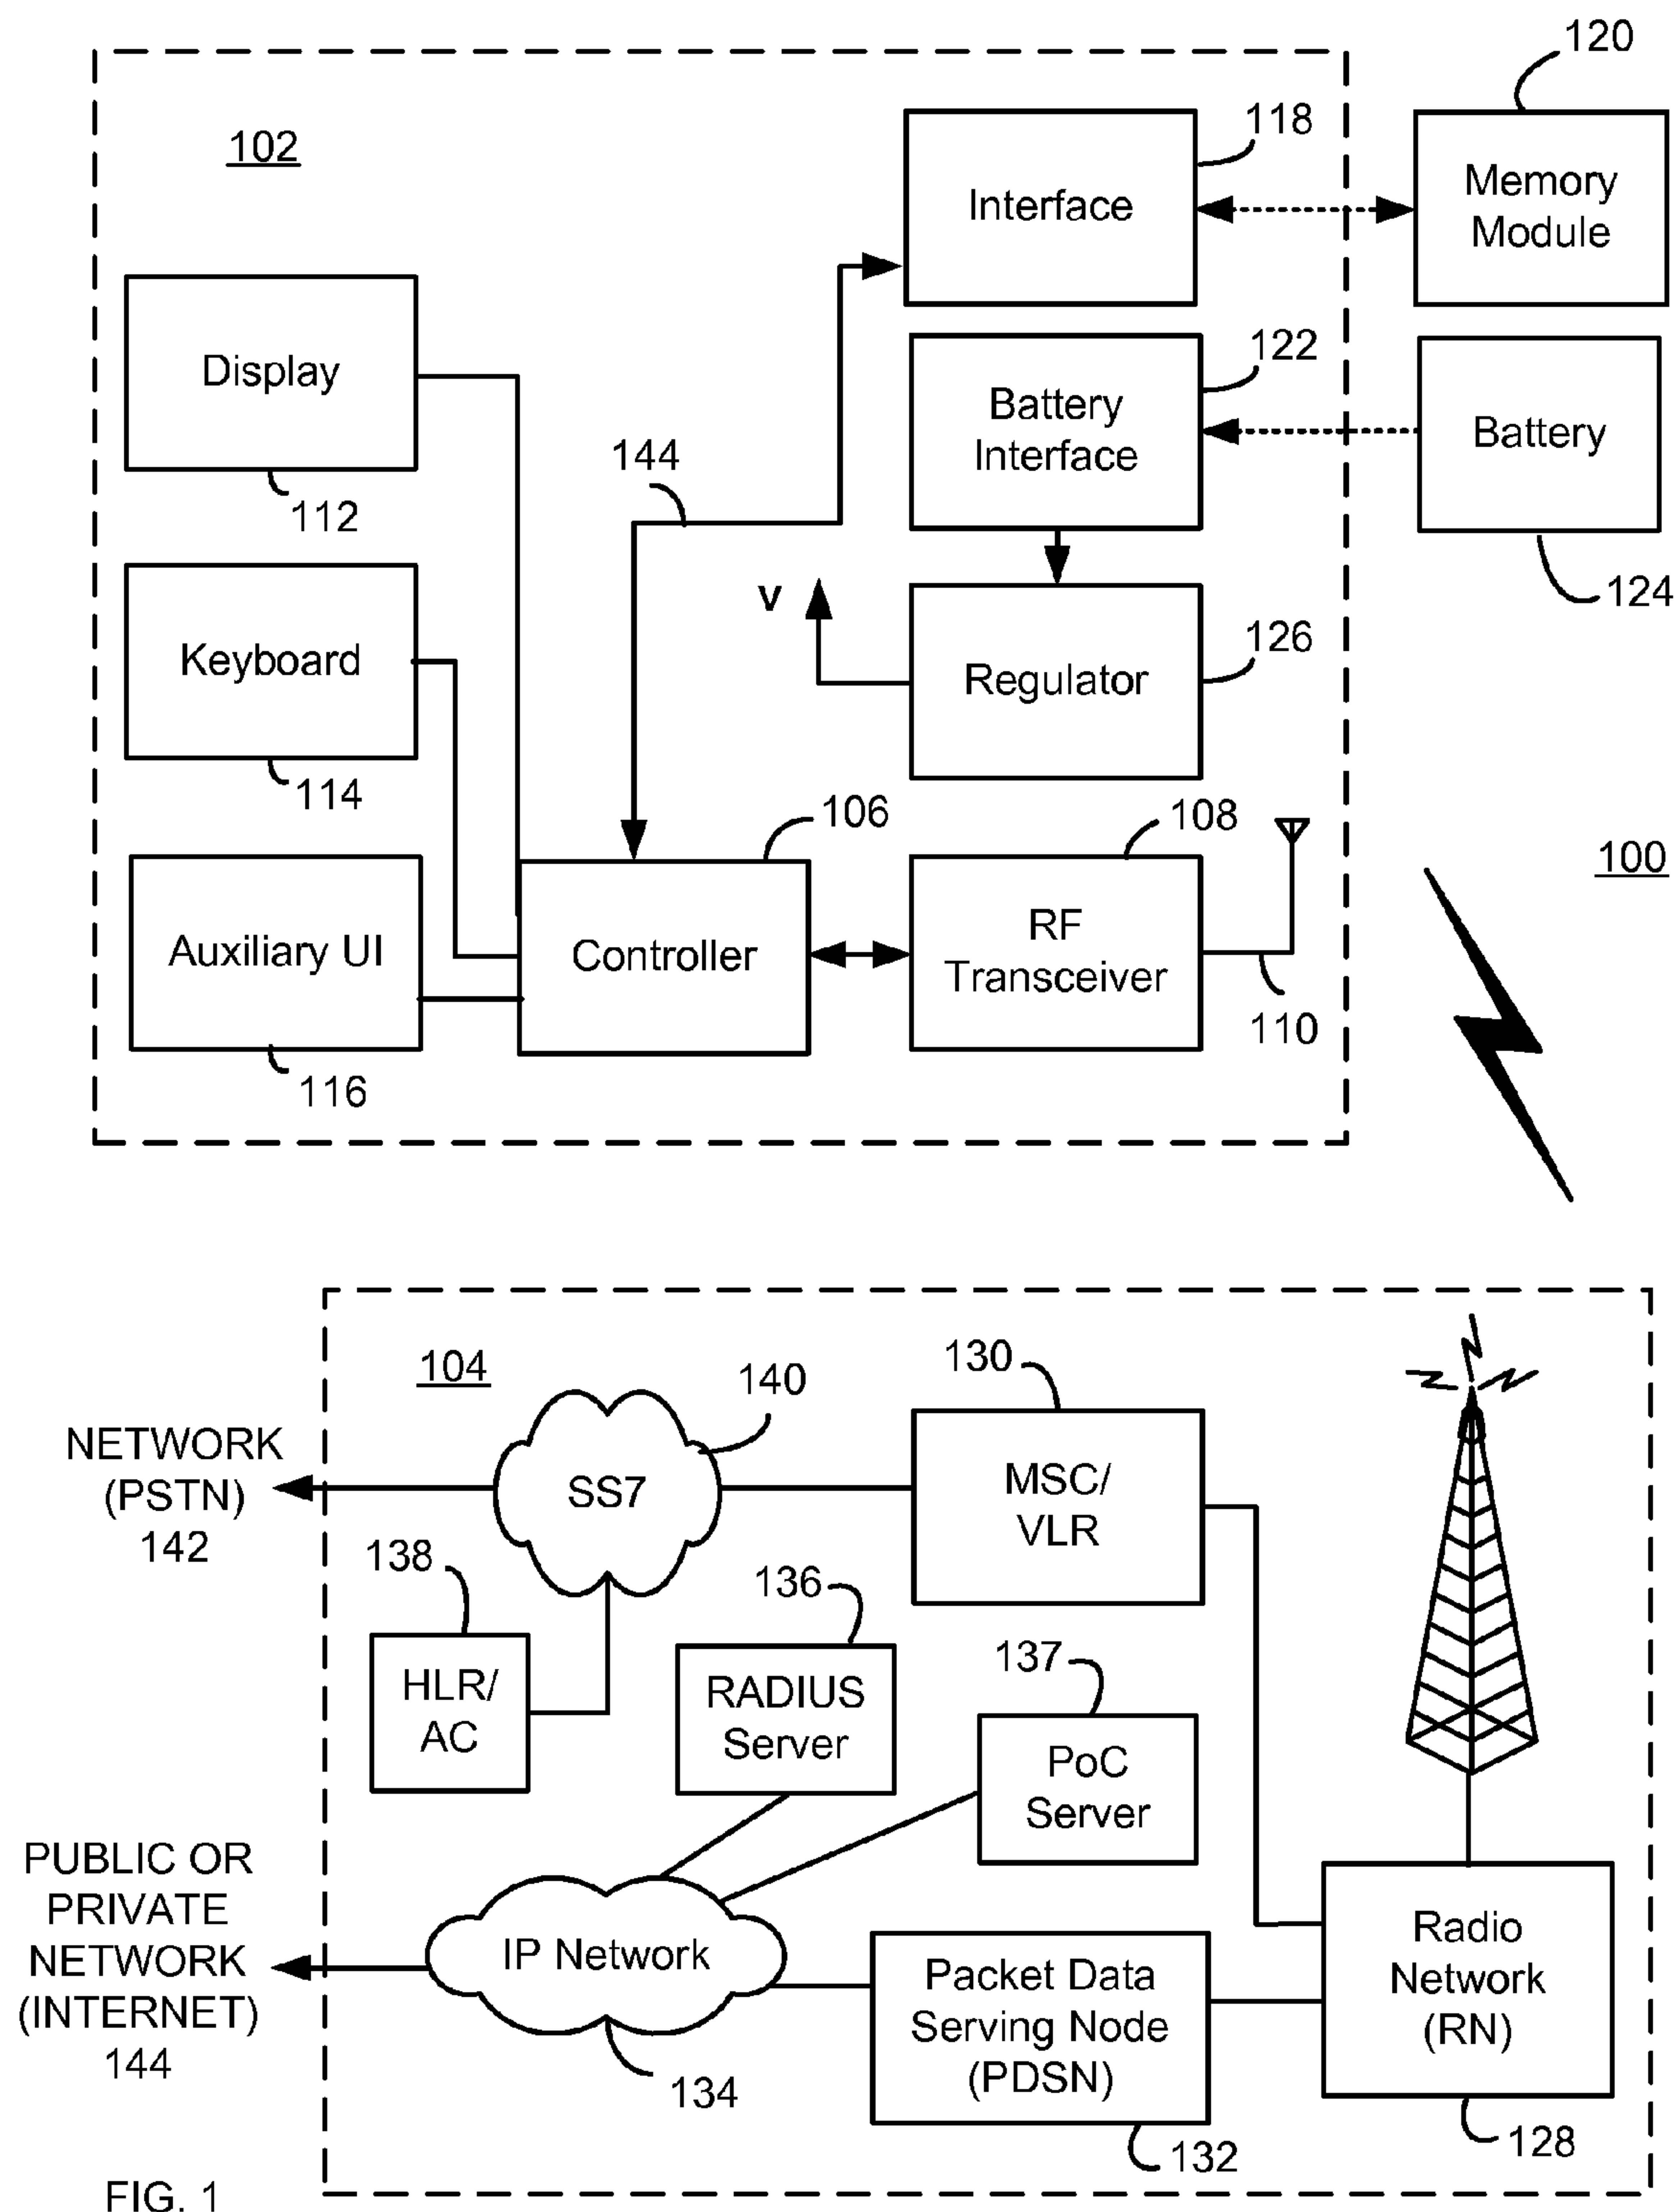 120
118
102
Interface
Memory
Module
122
Display
Battery
Interface
Battery
144
112
V
124
126
Keyboard
Regulator
114
106
108
100
Auxiliary UI
Controller
RF
Transceiver
110
116
130
104
140
NETWORK
(PSTN)
142
SS7
MSC/
VLR
138
136
137
HLR/
AC
RADIUS
Server
PoC
Server
PUBLIC OR
PRIVATE
NETWORK
(INTERNET)
144
IP Network
Packet Data
Serving Node
(PDSN)
Radio
Network
(RN)
134
132
128
FIG. 1